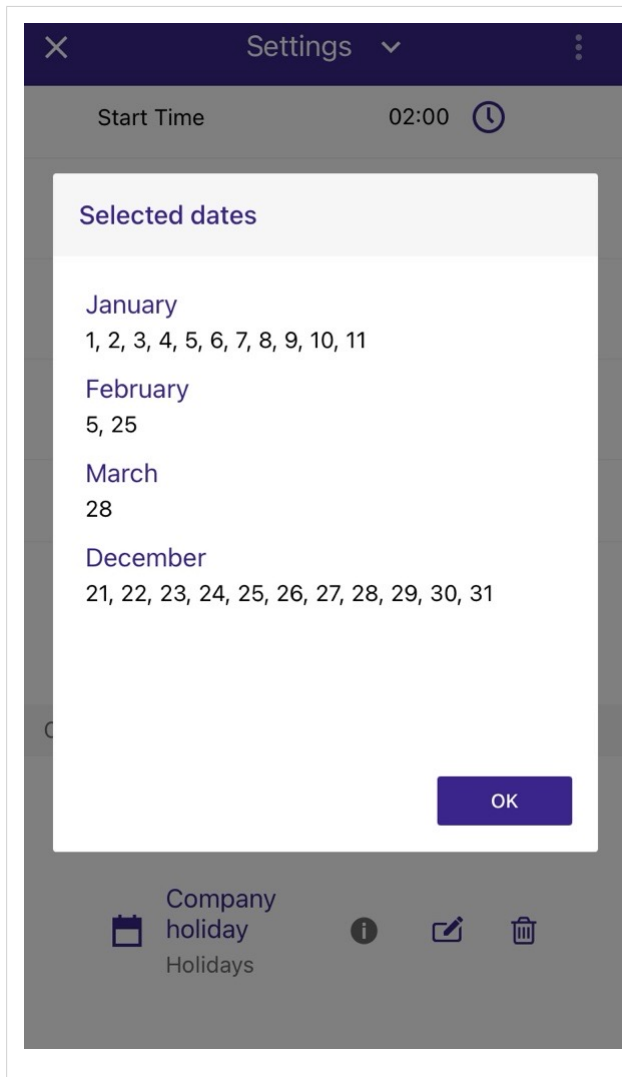 Settings
Start Time 02:00
Selected dates
January
1, 2, 3, 4, 5, 6, 7, 8, 9, 10, 11
February
5, 25
March
28
December
21, 22, 23, 24, 25, 26, 27, 28, 29, 30, 31
OK
Company
holiday
Holidays